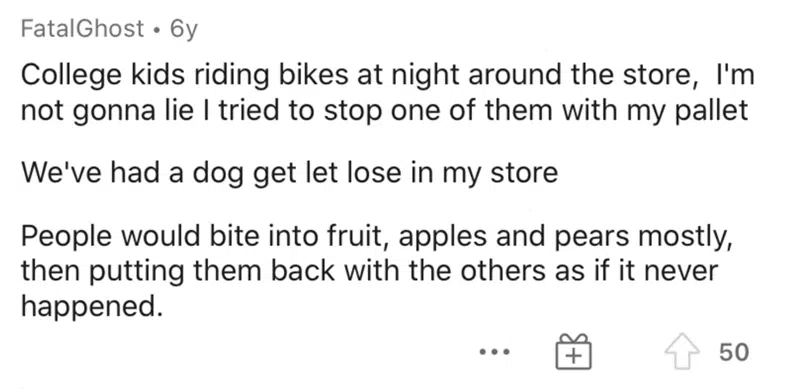 FatalGhost • 6y
College kids riding bikes at night around the store, I'm
not gonna lie I tried to stop one of them with my pallet
We've had a dog get let lose in my store
People would bite into fruit, apples and pears mostly,
then putting them back with the others as if it never
happened.
50